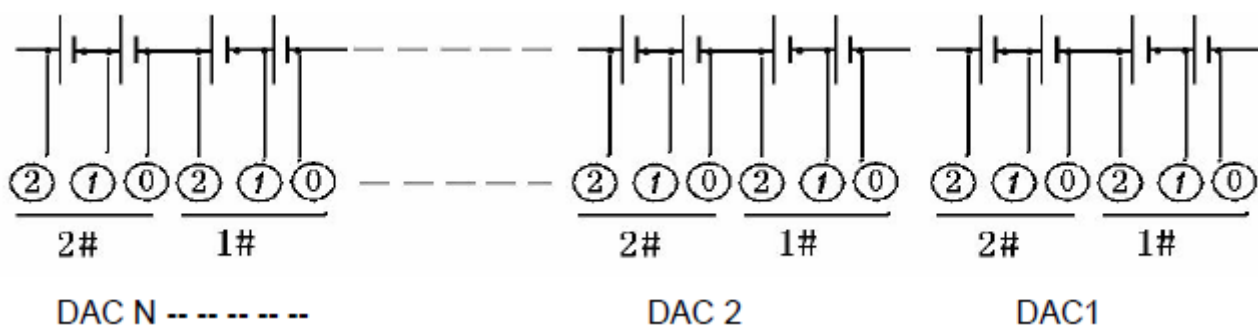 2 1 0 2 1 0 2 1 0 2 1 0 2 1 0 2 1 0
2# 1# 2# 1# 2# 1#
DAC N -- -- -- -- -- DAC 2 DAC1